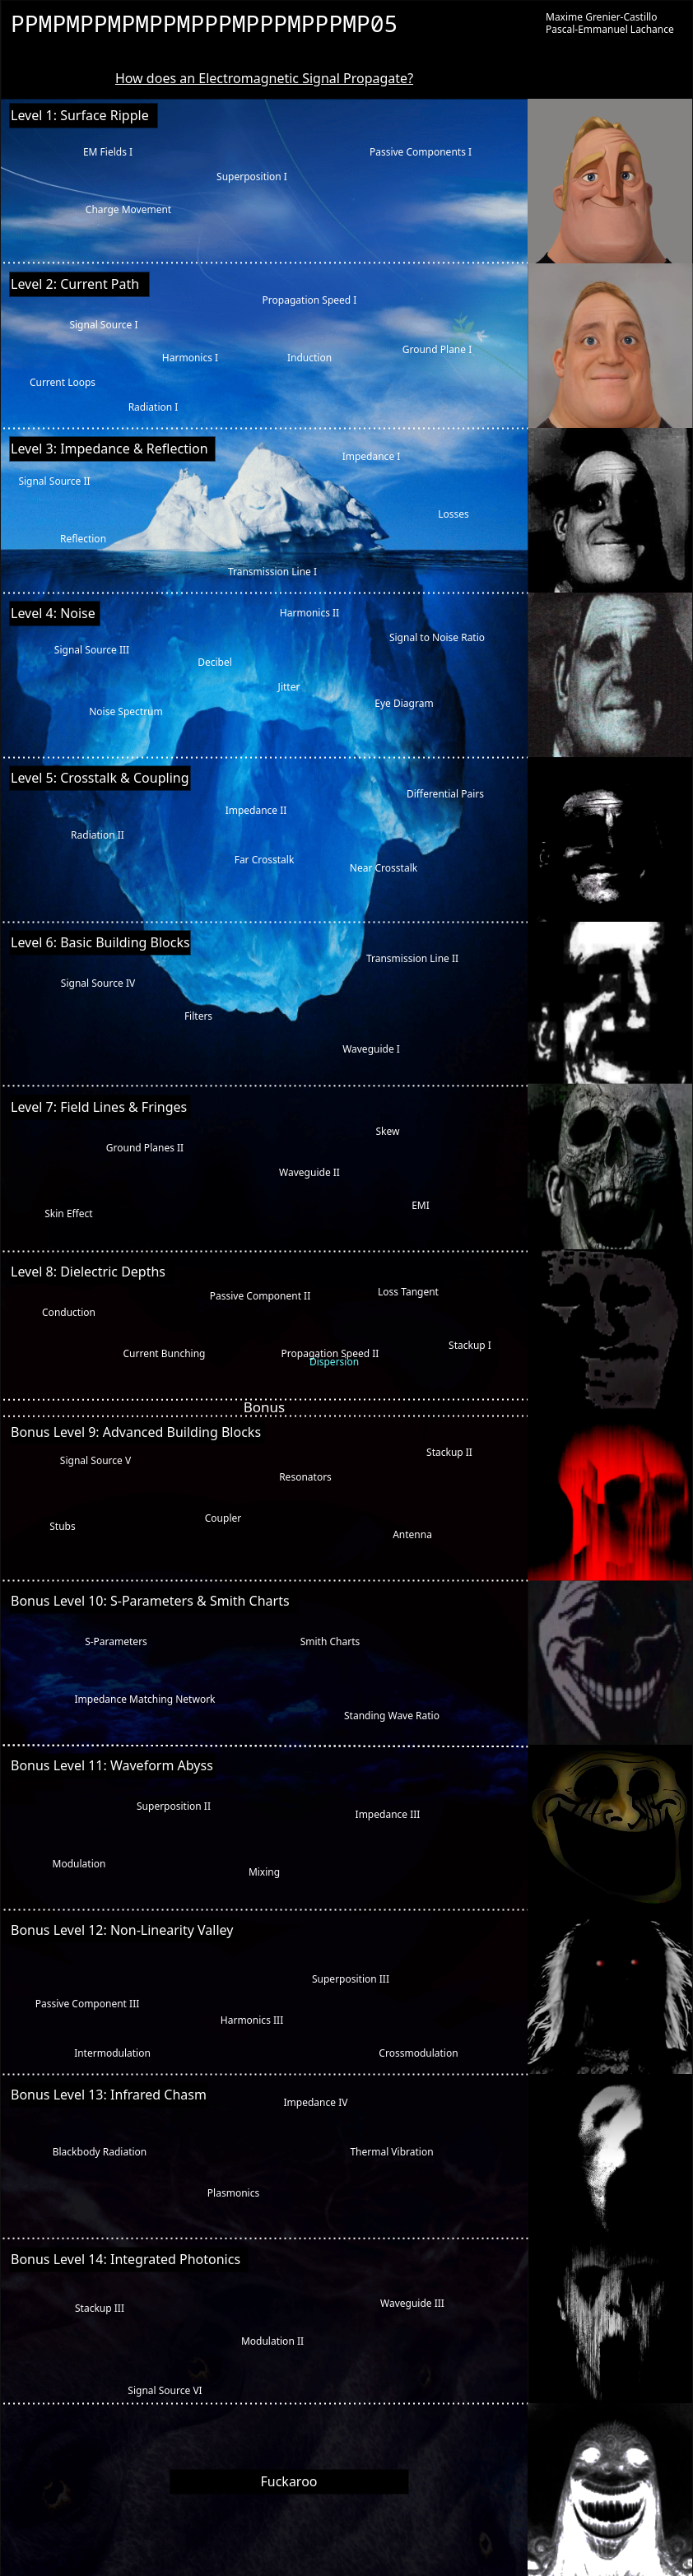 PPMPMPPMPMPPMPPPMPPPMPPPMP05
Maxime Grenier-Castillo
Pascal-Emmanuel Lachance
How does an Electromagnetic Signal Propagate?
Level 1: Surface Ripple
EM Fields I
Passive Components I
Superposition I
Charge Movement
Level 2: Current Path
Propagation Speed I
Signal Source I
Ground Plane I
Harmonics I
Induction
Current Loops
Radiation I
Level 3: Impedance & Reflection
Impedance I
Signal Source II
Losses
Reflection
Transmission Line I
Level 4: Noise
Harmonics II
Signal to Noise Ratio
Signal Source III
Decibel
Jitter
Eye Diagram
Noise Spectrum
Level 5: Crosstalk & Coupling
Differential Pairs
Impedance II
Radiation II
Far Crosstalk
Near Crosstalk
Level 6: Basic Building Blocks
Transmission Line II
Signal Source IV
Filters
Waveguide I
Level 7: Field Lines & Fringes
Skew
Ground Planes II
Waveguide II
EMI
Skin Effect
Level 8: Dielectric Depths
Loss Tangent
Passive Component II
Conduction
Stackup I
Current Bunching
Propagation Speed II
Dispersion
Bonus
Bonus Level 9: Advanced Building Blocks
Stackup II
Signal Source V
Resonators
Coupler
Stubs
Antenna
Bonus Level 10: S-Parameters & Smith Charts
S-Parameters
Smith Charts
Impedance Matching Network
Standing Wave Ratio
Bonus Level 11: Waveform Abyss
Superposition II
Impedance III
Modulation
Mixing
Bonus Level 12: Non-Linearity Valley
Superposition III
Passive Component III
Harmonics III
Intermodulation
Crossmodulation
Bonus Level 13: Infrared Chasm
Impedance IV
Blackbody Radiation
Thermal Vibration
Plasmonics
Bonus Level 14: Integrated Photonics
Waveguide III
Stackup III
Modulation II
Signal Source VI
Fuckaroo